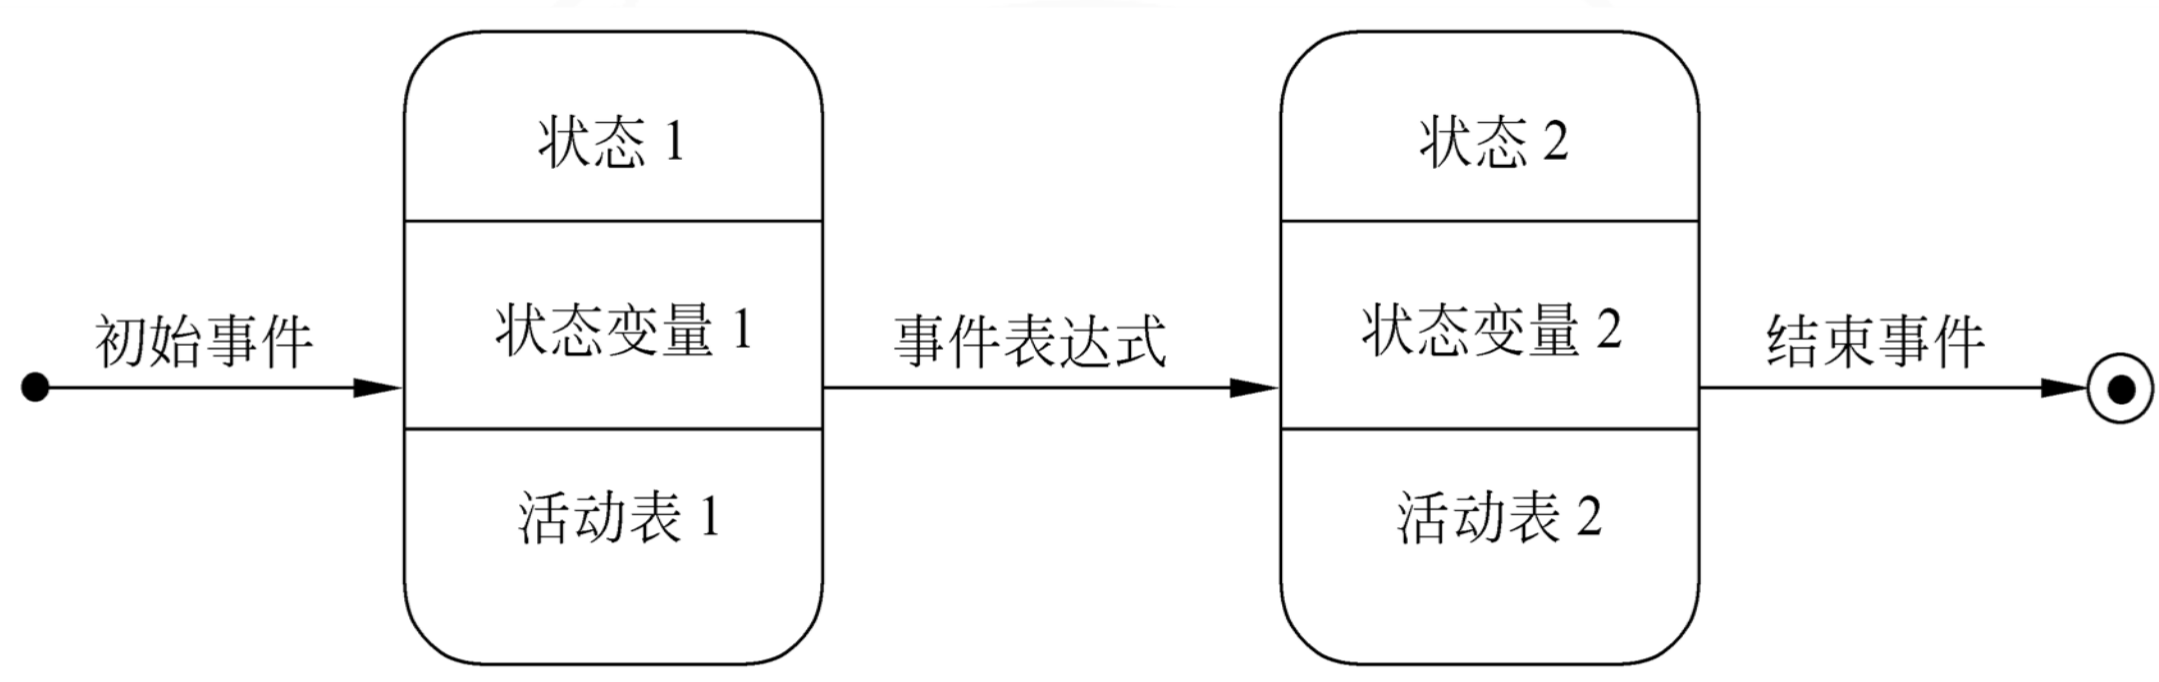 状态 1
状态 2
初始事件
状态变量 1
事件表达式
状态变量 2
结束事件
活动表 1
活动表 2